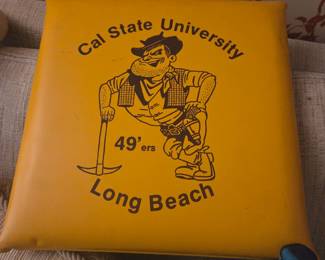 Cal State University
49'ers
Long Beach